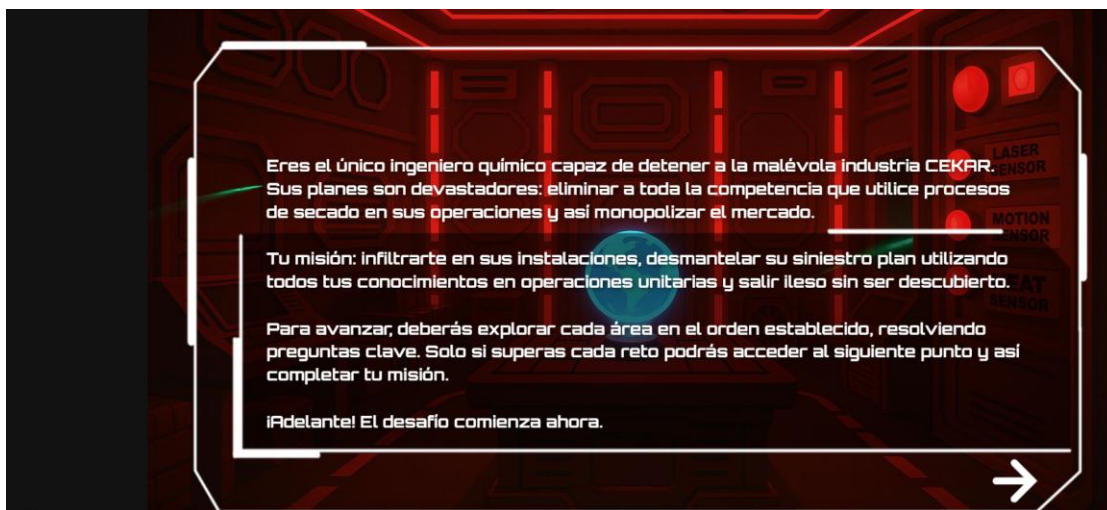 Eres el único ingeniero químico capaz de detener a la malévola industria CEKAR.
Sus planes son devastadores: eliminar a toda la competencia que utilice procesos
de secado en sus operaciones y así monopolizar el mercado.
Tu misión: infiltrarte en sus instalaciones, desmantelar su siniestro plan utilizando
todos tus conocimientos en operaciones unitarias y salir ileso sin ser descubierto.
Para avanzar, deberás explorar cada área en el orden establecido, resolviendo
preguntas clave. Solo si superas cada reto podrás acceder al siguiente punto y así
completar tu misión.
¡Adelante! El desafío comienza ahora.
LASER
SENSOR
MOTION
SENSOR
SENSOR